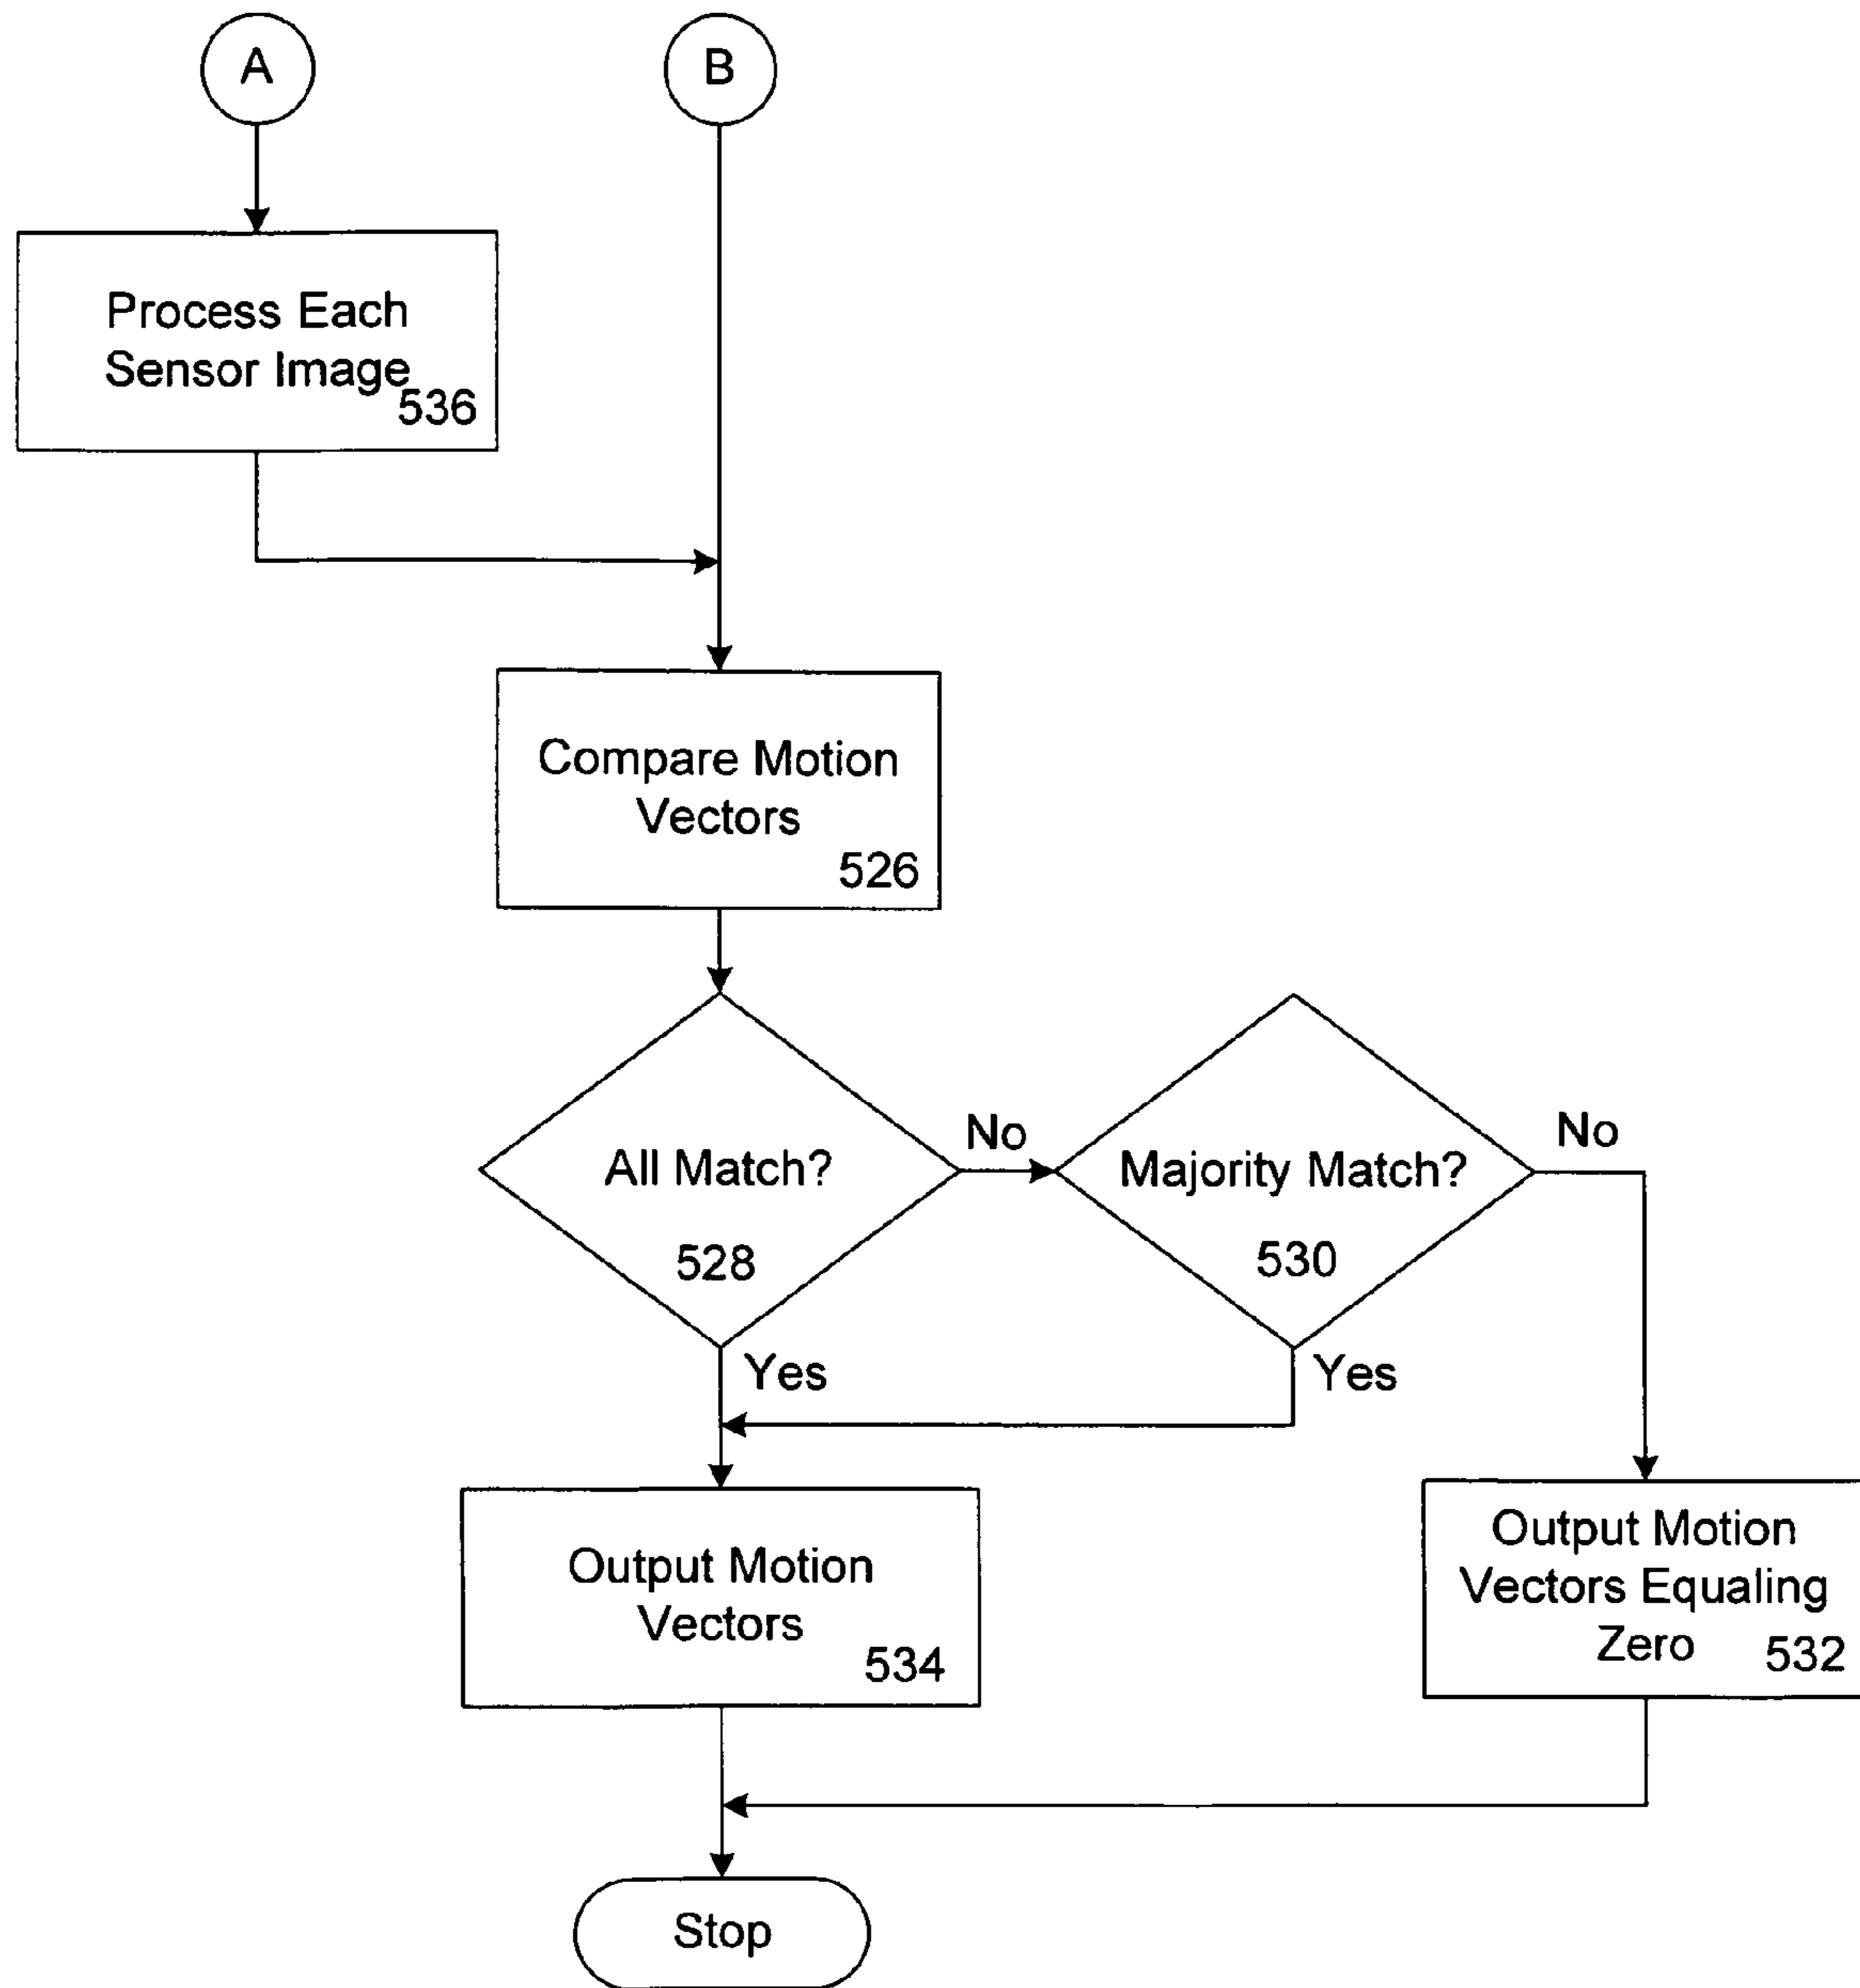 A
B
Process Each
Sensor Image
536
Compare Motion
Vectors
526
All Match?
528
No
Majority Match?
530
No
Yes
Yes
Output Motion
Vectors
534
Output Motion
Vectors Equaling
Zero
532
Stop